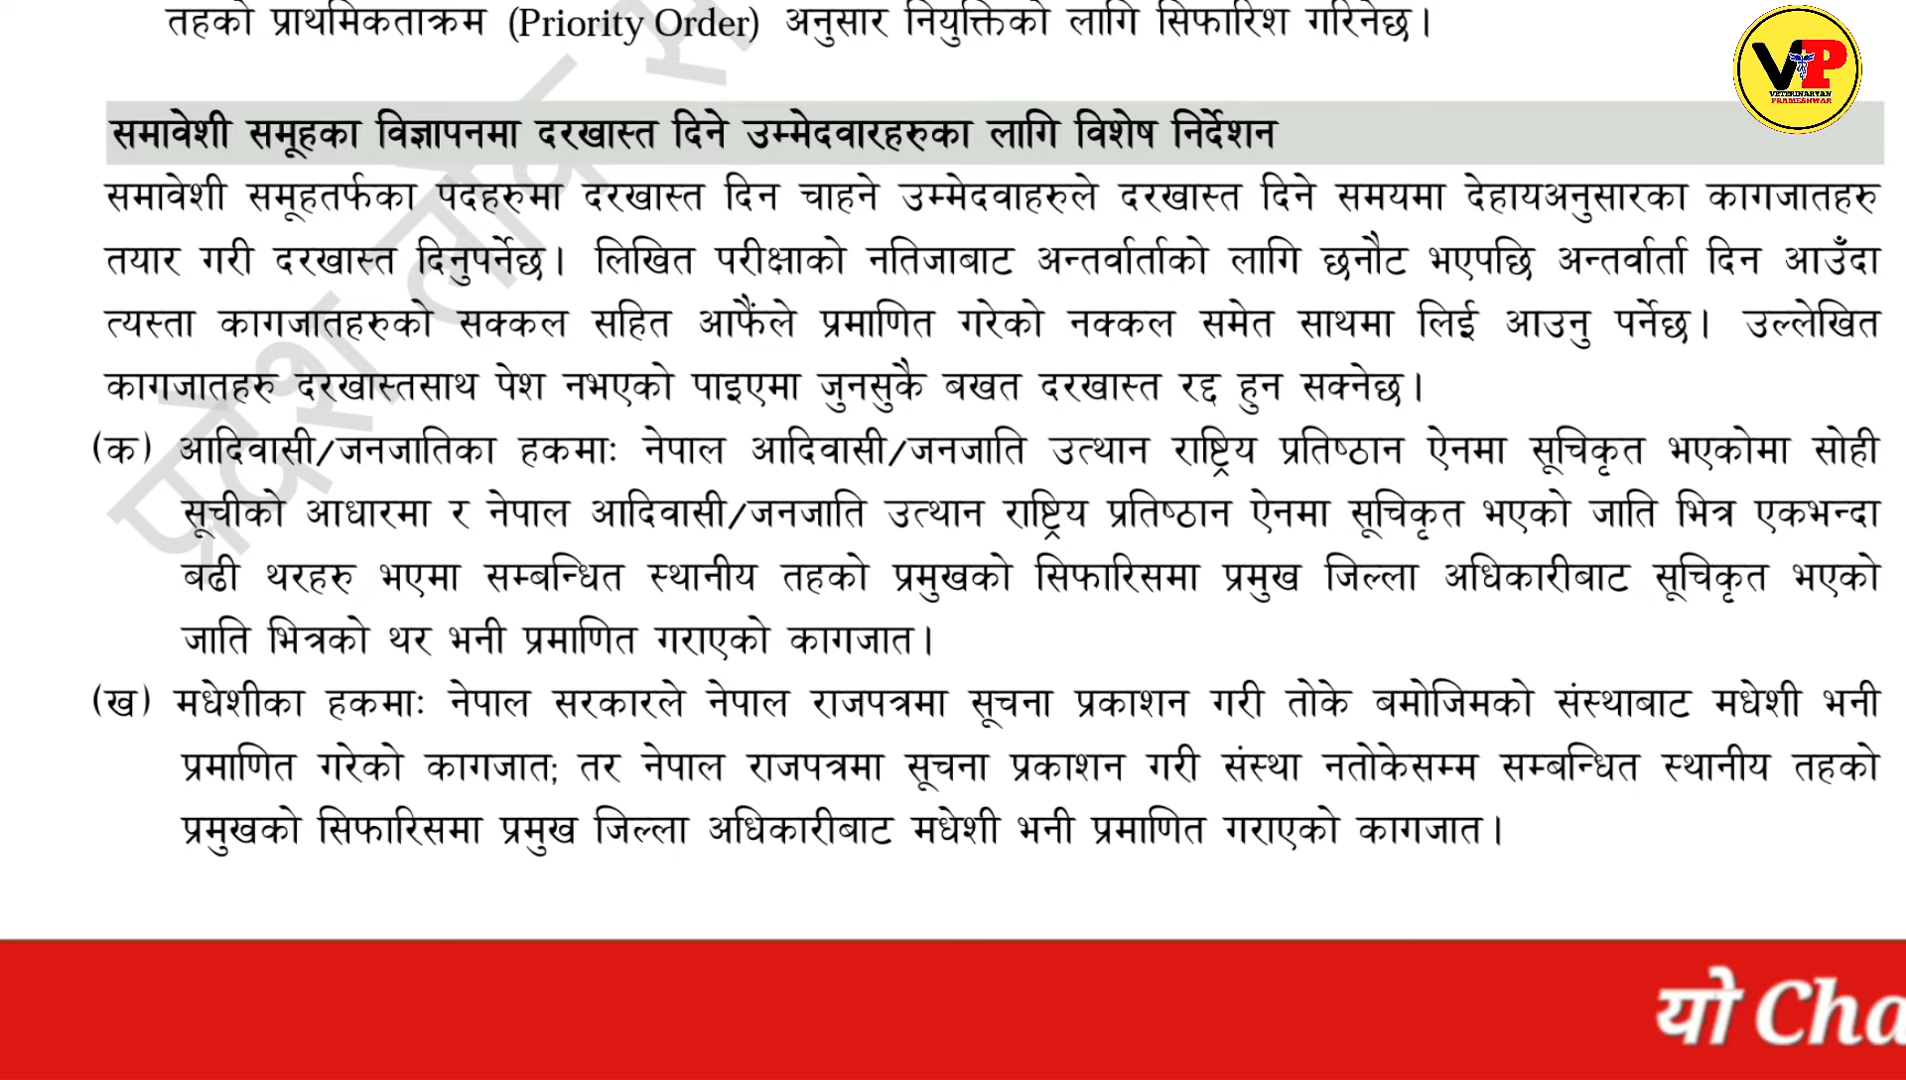 तहको प्राथमिकताक्रम (Priority Order) अनुसार नियुक्तिको लागि सिफारिश गरिनेछ।
VP
VETERINARYAN
PRAMESHWAR
समावेशी समूहका विज्ञापनमा दरखास्त दिने उम्मेदवारहरुका लागि विशेष निर्देशन
समावेशी समूहतर्फका पदहरुमा दरखास्त दिन चाहने उम्मेदवाहरुले दरखास्त दिने समयमा देहायअनुसारका कागजातहरु
तयार गरी दरखास्त दिनुपर्नेछ। लिखित परीक्षाको नतिजाबाट अन्तर्वार्ताको लागि छनौट भएपछि अन्तर्वार्ता दिन आउँदा
त्यस्ता कागजातहरुको सक्कल सहित आफैंले प्रमाणित गरेको नक्कल समेत साथमा लिई आउनु पर्नेछ। उल्लेखित
कागजातहरु दरखास्तसाथ पेश नभएको पाइएमा जुनसुकै बखत दरखास्त रद्द हुन सक्नेछ।
(क) आदिवासी/जनजातिका हकमाः नेपाल आदिवासी/जनजाति उत्थान राष्ट्रिय प्रतिष्ठान ऐनमा सूचिकृत भएकोमा सोही
सूचीको आधारमा र नेपाल आदिवासी/जनजाति उत्थान राष्ट्रिय प्रतिष्ठान ऐनमा सूचिकृत भएको जाति भित्र एकभन्दा
बढी थरहरु भएमा सम्बन्धित स्थानीय तहको प्रमुखको सिफारिसमा प्रमुख जिल्ला अधिकारीबाट सूचिकृत भएको
जाति भित्रको थर भनी प्रमाणित गराएको कागजात।
(ख) मधेशीका हकमाः नेपाल सरकारले नेपाल राजपत्रमा सूचना प्रकाशन गरी तोके बमोजिमको संस्थाबाट मधेशी भनी
प्रमाणित गरेको कागजात; तर नेपाल राजपत्रमा सूचना प्रकाशन गरी संस्था नतोकेसम्म सम्बन्धित स्थानीय तहको
प्रमुखको सिफारिसमा प्रमुख जिल्ला अधिकारीबाट मधेशी भनी प्रमाणित गराएको कागजात।
प्रदेश लोक
यो Cha